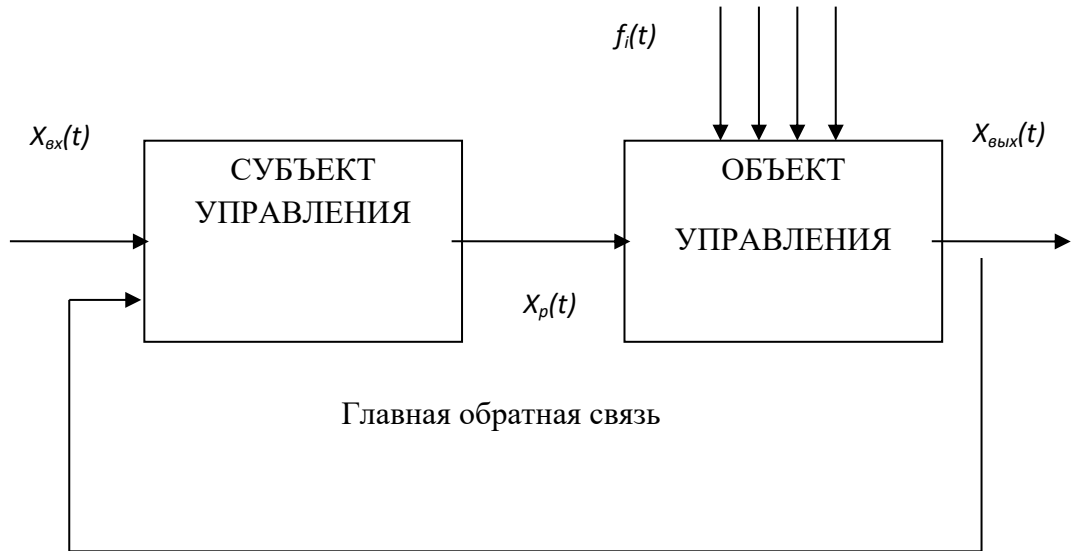 fᵢ(t)
Xвх(t)
Xвых(t)
СУБЪЕКТ
УПРАВЛЕНИЯ
ОБЪЕКТ
УПРАВЛЕНИЯ
Xр(t)
Главная обратная связь